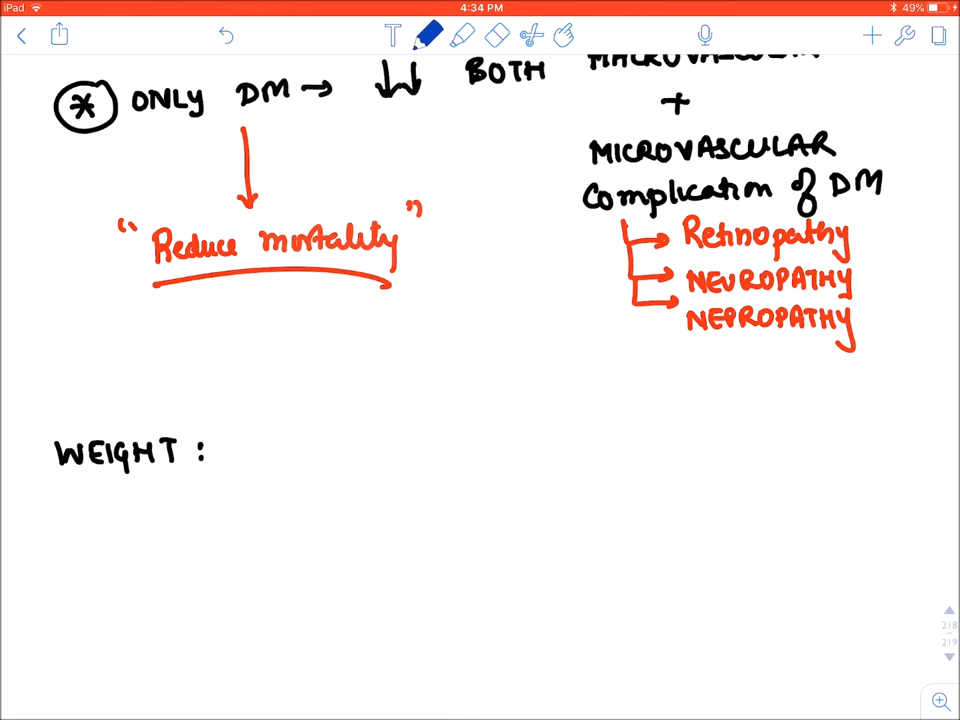 iPad 4:34 PM 49%
T
MACROVASCULAR
* ONLY DM → ↓↓ BOTH
+
MICROVASCULAR
Complication of DM
"Reduce mortality"
Retinopathy
NEUROPATHY
NEPROPATHY
WEIGHT :
218
219